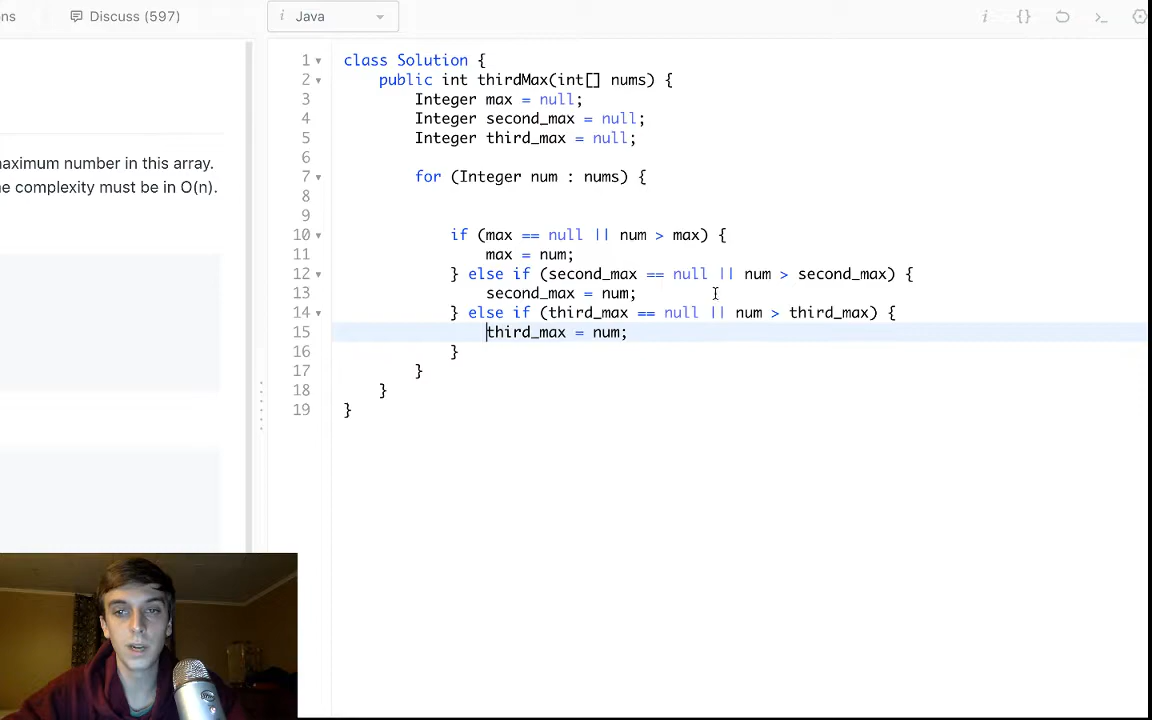 ns
Discuss (597)
i Java
i {} >_
maximum number in this array.
e complexity must be in O(n).
1 class Solution {
2 public int thirdMax(int[] nums) {
3 Integer max = null;
4 Integer second_max = null;
5 Integer third_max = null;
6
7 for (Integer num : nums) {
8
9
10 if (max == null || num > max) {
11 max = num;
12 } else if (second_max == null || num > second_max) {
13 second_max = num;
14 } else if (third_max == null || num > third_max) {
15 third_max = num;
16 }
17 }
18 }
19 }